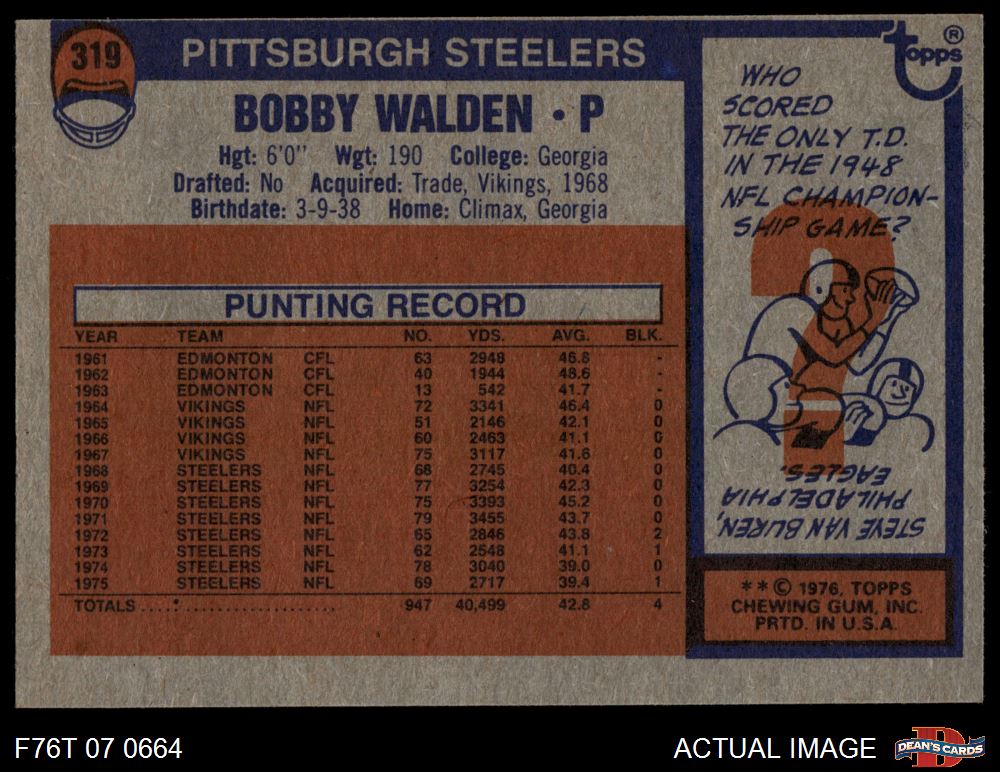 319
PITTSBURGH STEELERS
BOBBY WALDEN • P
Hgt: 6'0" Wgt: 190 College: Georgia
Drafted: No Acquired: Trade, Vikings, 1968
Birthdate: 3-9-38 Home: Climax, Georgia
PUNTING RECORD
YEAR TEAM NO. YDS. AVG. BLK.
1961 EDMONTON CFL 63 2948 46.8 -
1962 EDMONTON CFL 40 1944 48.6 -
1963 EDMONTON CFL 13 542 41.7 -
1964 VIKINGS NFL 72 3341 46.4 0
1965 VIKINGS NFL 51 2146 42.1 0
1966 VIKINGS NFL 60 2463 41.1 0
1967 VIKINGS NFL 75 3117 41.6 0
1968 STEELERS NFL 68 2745 40.4 0
1969 STEELERS NFL 77 3254 42.3 0
1970 STEELERS NFL 75 3393 45.2 0
1971 STEELERS NFL 79 3455 43.7 0
1972 STEELERS NFL 65 2846 43.8 2
1973 STEELERS NFL 62 2548 41.1 1
1974 STEELERS NFL 78 3040 39.0 0
1975 STEELERS NFL 69 2717 39.4 1
TOTALS 947 40,499 42.8 4
Topps ®
WHO
SCORED
THE ONLY T.D.
IN THE 1948
NFL CHAMPION-
SHIP GAME?
STEVE VAN BUREN,
PHILADELPHIA
EAGLES.
** © 1976, TOPPS
CHEWING GUM, INC.
PRTD. IN U.S.A.
F76T 07 0664
ACTUAL IMAGE
D
DEAN'S CARDS